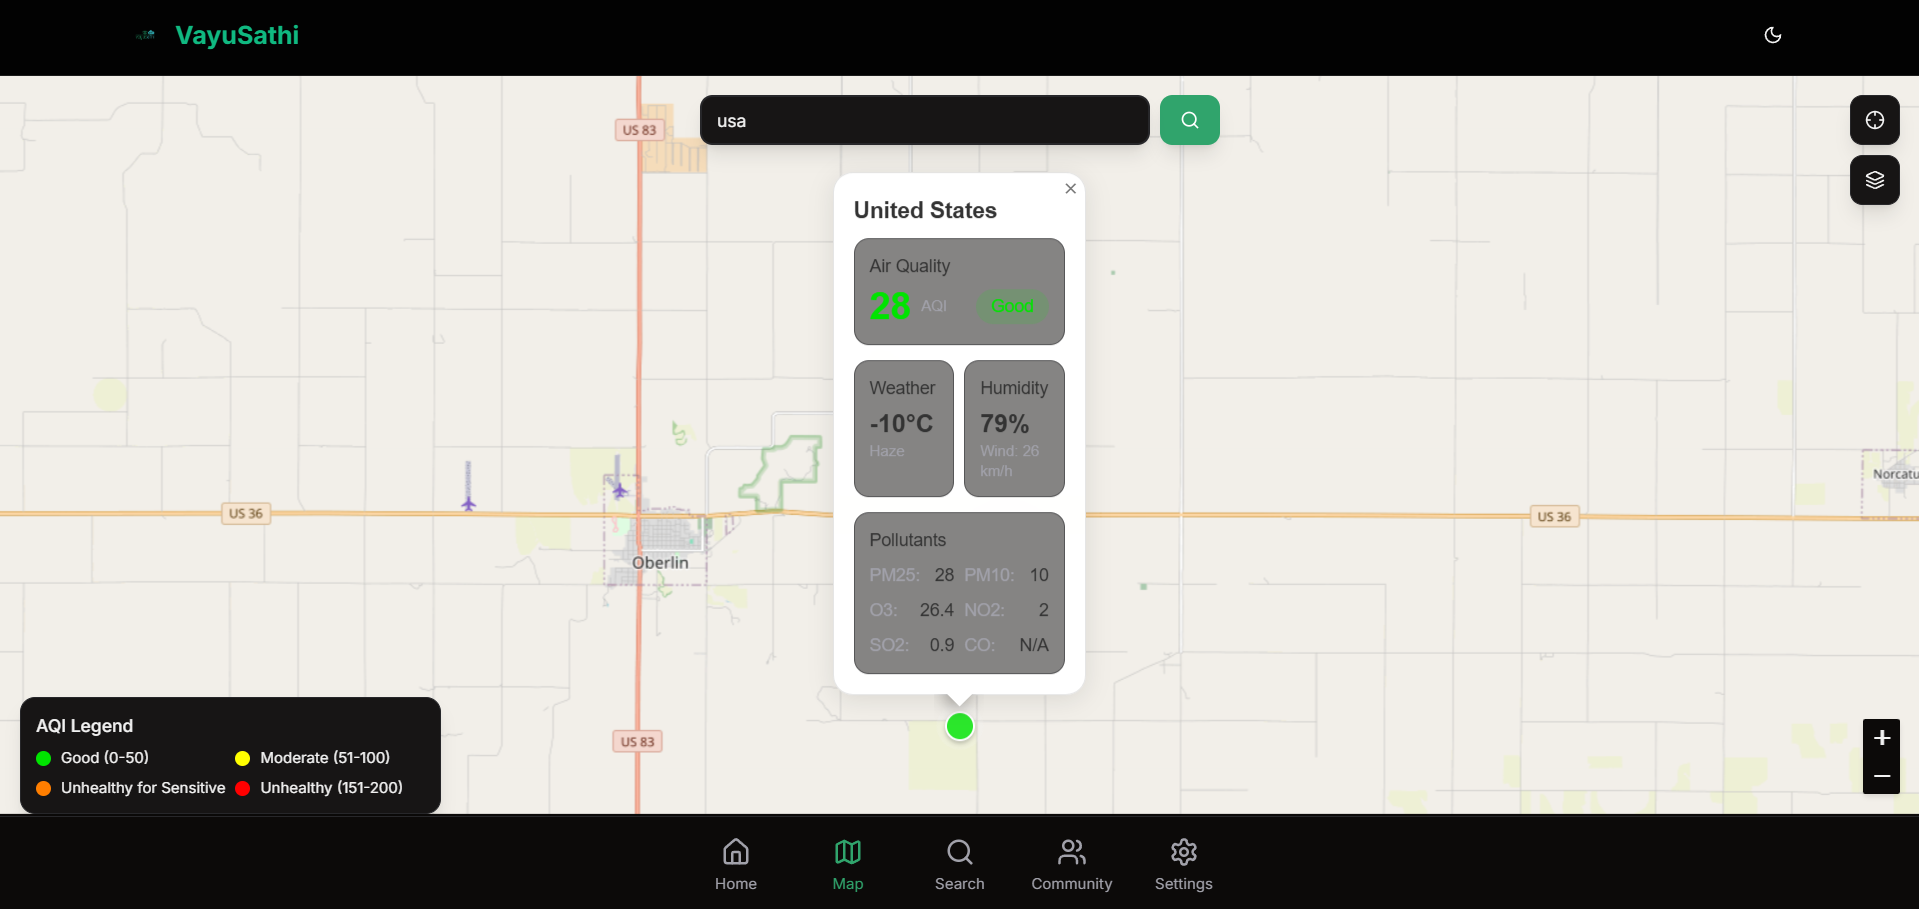 VayuSathi
usa
US 83
United States
Air Quality
28 AQI Good
Weather
-10°C
Haze
Humidity
79%
Wind: 26
km/h
Pollutants
PM25: 28 PM10: 10
O3: 26.4 NO2: 2
SO2: 0.9 CO: N/A
Norcatu
US 36
US 36
Oberlin
US 83
AQI Legend
Good (0-50)
Moderate (51-100)
Unhealthy for Sensitive
Unhealthy (151-200)
+
−
Home
Map
Search
Community
Settings